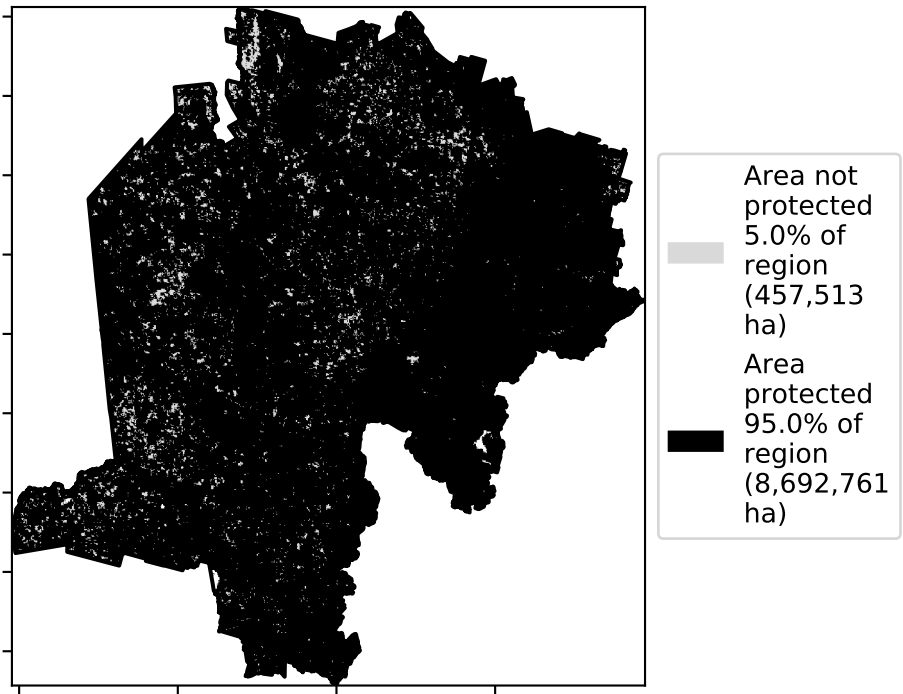 Area not
protected
5.0% of
region
(457,513
ha)
Area
protected
95.0% of
region
(8,692,761
ha)